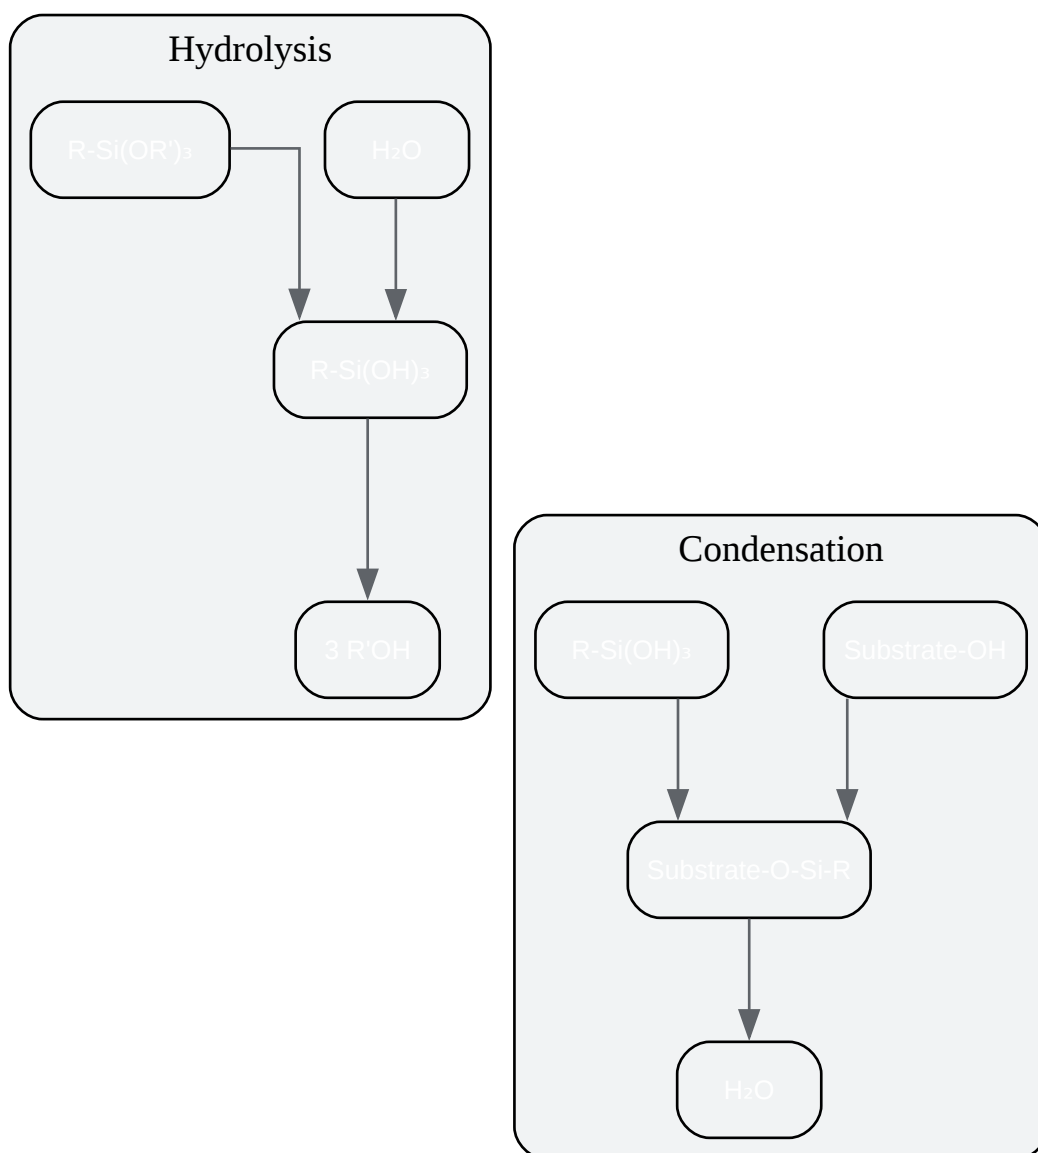 Hydrolysis
R-Si(OR')₃
H₂O
R-Si(OH)₃
3 R'OH
Condensation
R-Si(OH)₃
Substrate-OH
Substrate-O-Si-R
H₂O